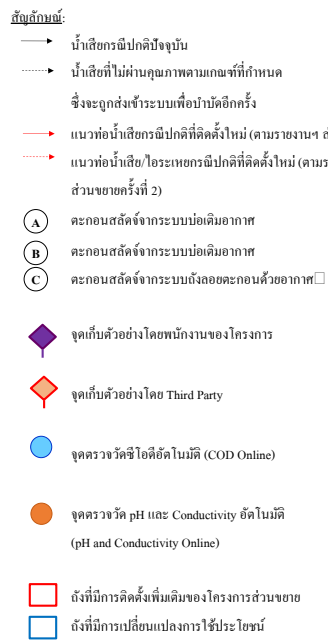 สัญลักษณ์:
น้ำเสียกรณีปกติปัจจุบัน
น้ำเสียที่ไม่ผ่านคุณภาพตามเกณฑ์ที่กำหนด
ซึ่งจะถูกส่งเข้าระบบเพื่อบำบัดอีกครั้ง
แนวท่อน้ำเสียกรณีปกติที่ติดตั้งใหม่ (ตามรายงานฯ
แนวท่อน้ำเสีย/ไอระเหยกรณีปกติที่ติดตั้งใหม่
ส่วนขยายครั้งที่ 2)
A ตะกอนสลัดจ์จากระบบบ่อเติมอากาศ
B ตะกอนสลัดจ์จากระบบบ่อเติมอากาศ
C ตะกอนสลัดจ์จากระบบถังลอยตะกอนด้วยอากาศ
จุดเก็บตัวอย่างโดยพนักงานของโครงการ
จุดเก็บตัวอย่างโดย Third Party
จุดตรวจวัดซีโอดีอัตโนมัติ (COD Online)
จุดตรวจวัด pH และ Conductivity อัตโนมัติ
(pH and Conductivity Online)
ถังที่มีการติดตั้งเพิ่มเติมของโครงการส่วนขยาย
ถังที่มีการเปลี่ยนแปลงการใช้ประโยชน์